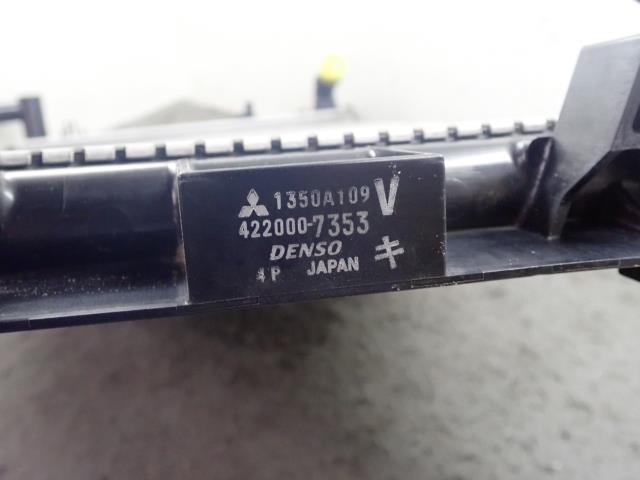 1350A109 V
422000-7353
DENSO
4P JAPAN キ